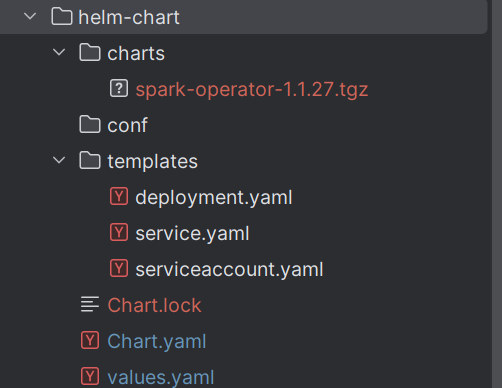 helm-chart
charts
spark-operator-1.1.27.tgz
conf
templates
deployment.yaml
service.yaml
serviceaccount.yaml
Chart.lock
Chart.yaml
values.yaml